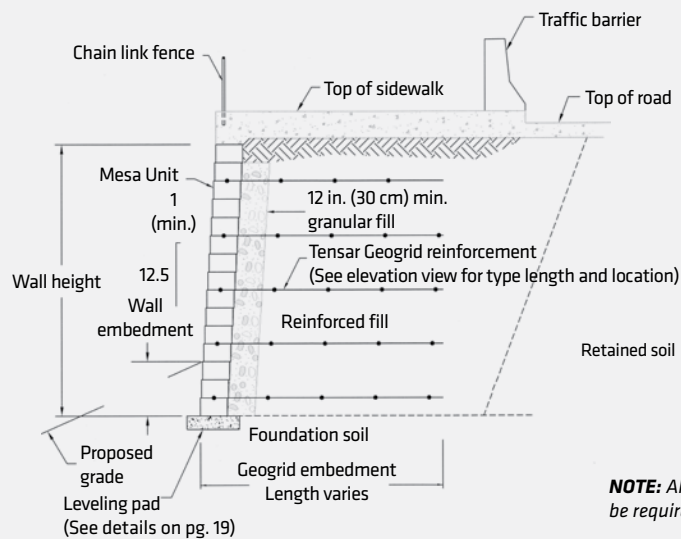 Traffic barrier
Chain link fence
Top of sidewalk
Top of road
Mesa Unit
1
(min.)
12 in. (30 cm) min.
granular fill
Tensar Geogrid reinforcement
(See elevation view for type length and location)
12.5
Wall height
Wall
embedment
Reinforced fill
Retained soil
Foundation soil
Proposed
grade
Geogrid embedment
Length varies
Leveling pad
(See details on pg. 19)
NOTE:
be requir